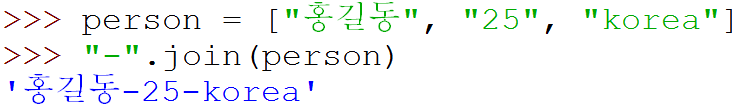 >>> person = ["홍길동", "25", "korea"]
>>> "-".join(person)
'홍길동-25-korea'